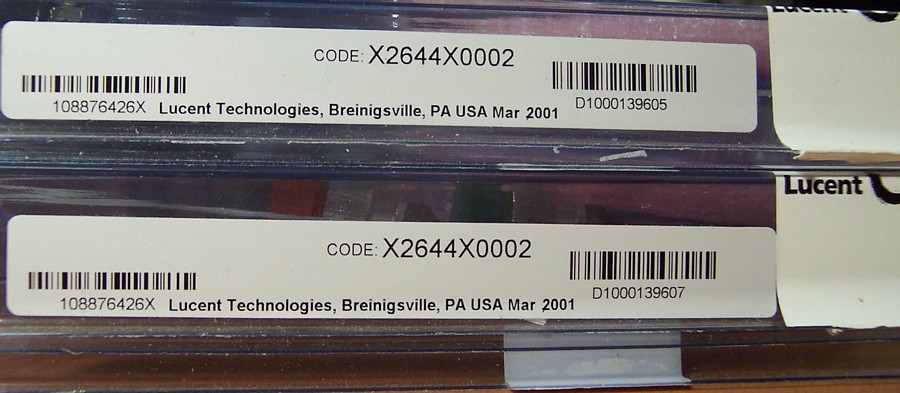 Lucent
CODE: X2644X0002
108876426X Lucent Technologies, Breinigsville, PA USA Mar 2001
D1000139605
Lucent
CODE: X2644X0002
108876426X Lucent Technologies, Breinigsville, PA USA Mar 2001
D1000139607